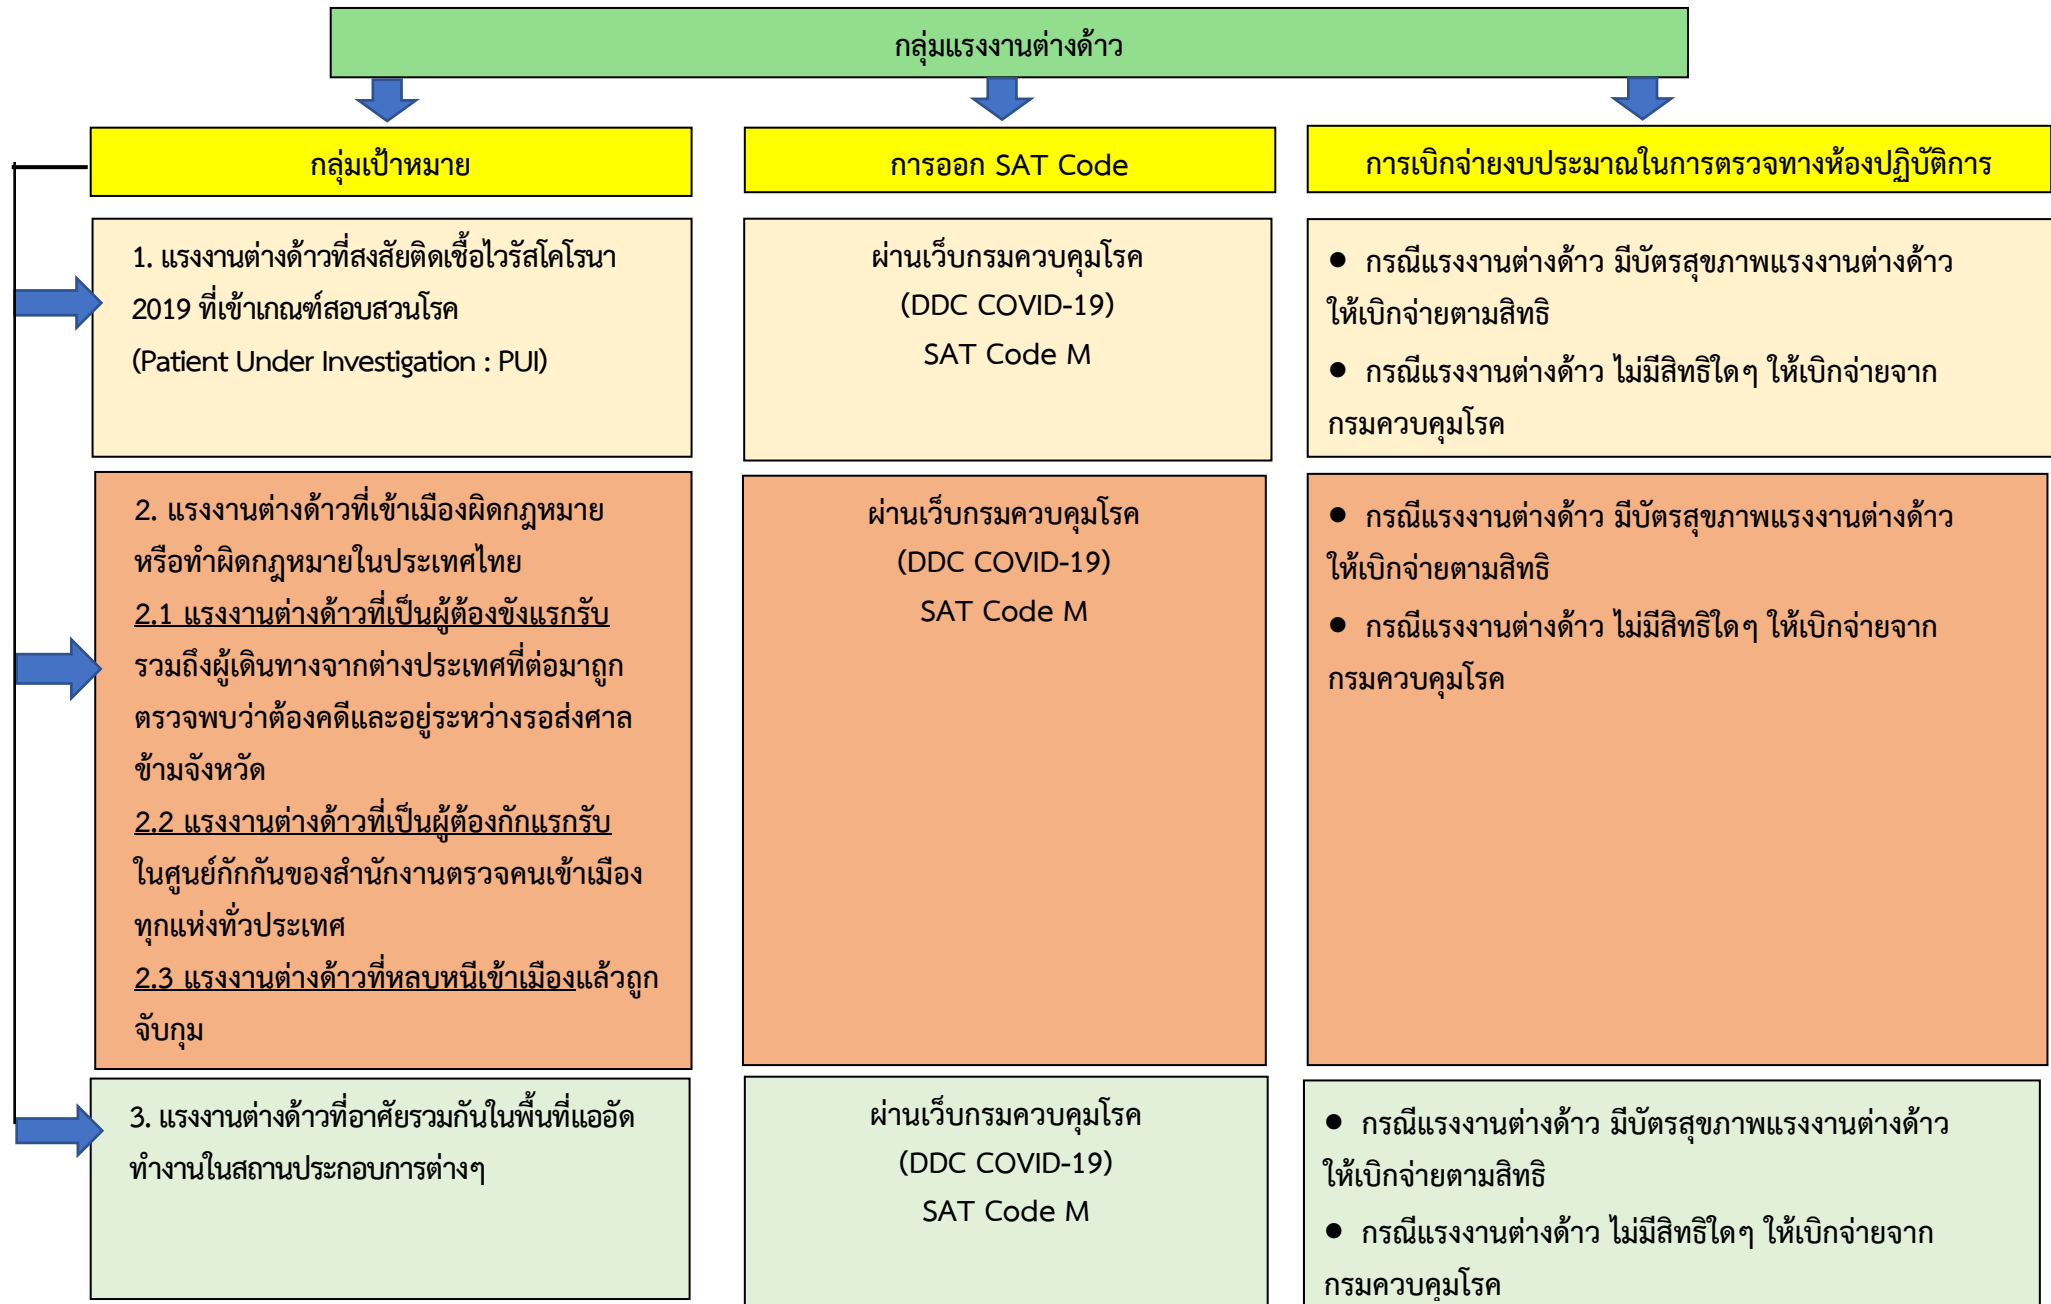 กลุ่มแรงงานต่างด้าว
กลุ่มเป้าหมาย
การออก SAT Code
การเบิกจ่ายงบประมาณในการตรวจทางห้องปฏิบัติการ
1. แรงงานต่างด้าวที่สงสัยติดเชื้อไวรัสโคโรนา
2019 ที่เข้าเกณฑ์สอบสวนโรค
(Patient Under Investigation : PUI)
ผ่านเว็บกรมควบคุมโรค
(DDC COVID-19)
SAT Code M
● กรณีแรงงานต่างด้าว มีบัตรสุขภาพแรงงานต่างด้าว
ให้เบิกจ่ายตามสิทธิ
● กรณีแรงงานต่างด้าว ไม่มีสิทธิใดๆ ให้เบิกจ่ายจาก
กรมควบคุมโรค
2. แรงงานต่างด้าวที่เข้าเมืองผิดกฎหมาย
หรือทำผิดกฎหมายในประเทศไทย
2.1 แรงงานต่างด้าวที่เป็นผู้ต้องขังแรกรับ
รวมถึงผู้เดินทางจากต่างประเทศที่ต่อมาถูก
ตรวจพบว่าต้องคดีและอยู่ระหว่างรอส่งศาล
ข้ามจังหวัด
2.2 แรงงานต่างด้าวที่เป็นผู้ต้องกักแรกรับ
ในศูนย์กักกันของสำนักงานตรวจคนเข้าเมือง
ทุกแห่งทั่วประเทศ
2.3 แรงงานต่างด้าวที่หลบหนีเข้าเมืองแล้วถูก
จับกุม
ผ่านเว็บกรมควบคุมโรค
(DDC COVID-19)
SAT Code M
● กรณีแรงงานต่างด้าว มีบัตรสุขภาพแรงงานต่างด้าว
ให้เบิกจ่ายตามสิทธิ
● กรณีแรงงานต่างด้าว ไม่มีสิทธิใดๆ ให้เบิกจ่ายจาก
กรมควบคุมโรค
3. แรงงานต่างด้าวที่อาศัยรวมกันในพื้นที่แออัด
ทำงานในสถานประกอบการต่างๆ
ผ่านเว็บกรมควบคุมโรค
(DDC COVID-19)
SAT Code M
● กรณีแรงงานต่างด้าว มีบัตรสุขภาพแรงงานต่างด้าว
ให้เบิกจ่ายตามสิทธิ
● กรณีแรงงานต่างด้าว ไม่มีสิทธิใดๆ ให้เบิกจ่ายจาก
กรมควบคุมโรค